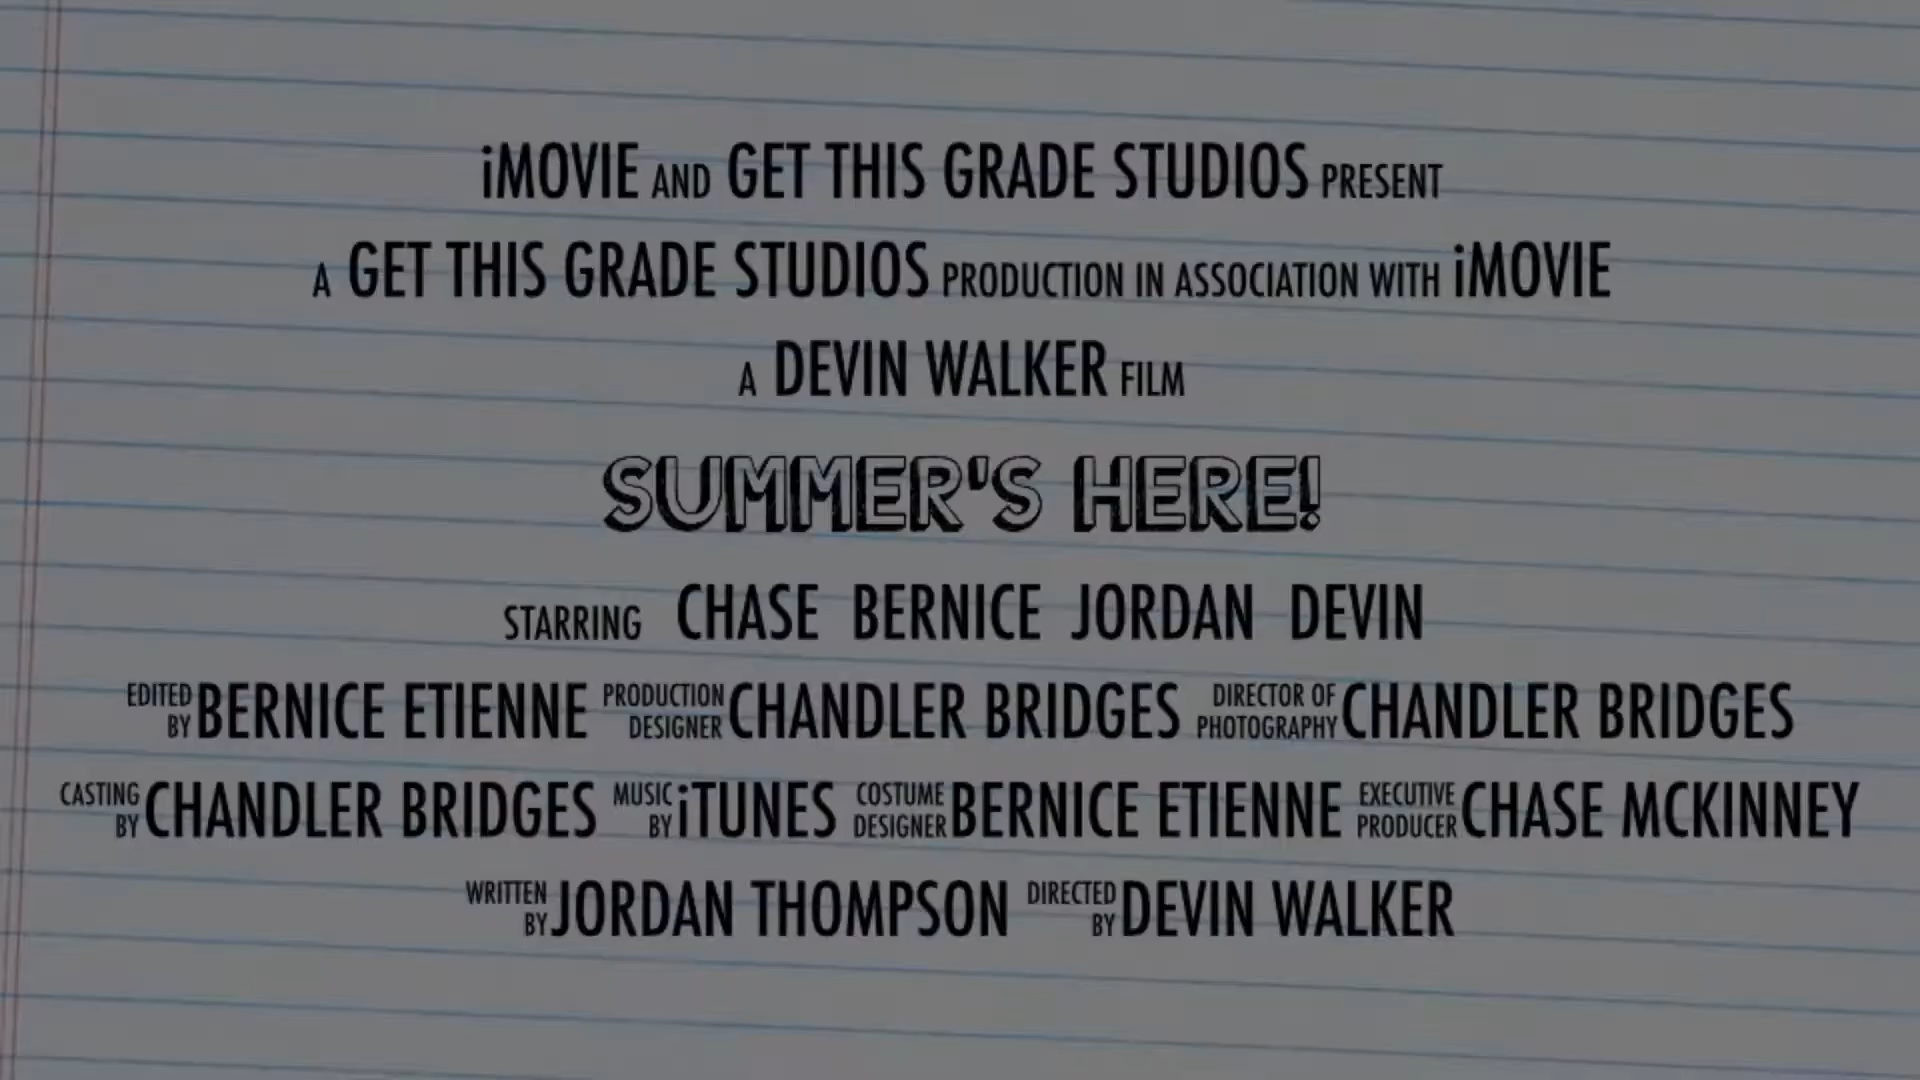 iMOVIE AND GET THIS GRADE STUDIOS PRESENT
A GET THIS GRADE STUDIOS PRODUCTION IN ASSOCIATION WITH iMOVIE
A DEVIN WALKER FILM
SUMMER'S HERE!
STARRING CHASE BERNICE JORDAN DEVIN
EDITED BY BERNICE ETIENNE PRODUCTION DESIGNER CHANDLER BRIDGES DIRECTOR OF PHOTOGRAPHY CHANDLER BRIDGES
CASTING BY CHANDLER BRIDGES MUSIC BY iTUNES COSTUME DESIGNER BERNICE ETIENNE EXECUTIVE PRODUCER CHASE MCKINNEY
WRITTEN BY JORDAN THOMPSON DIRECTED BY DEVIN WALKER